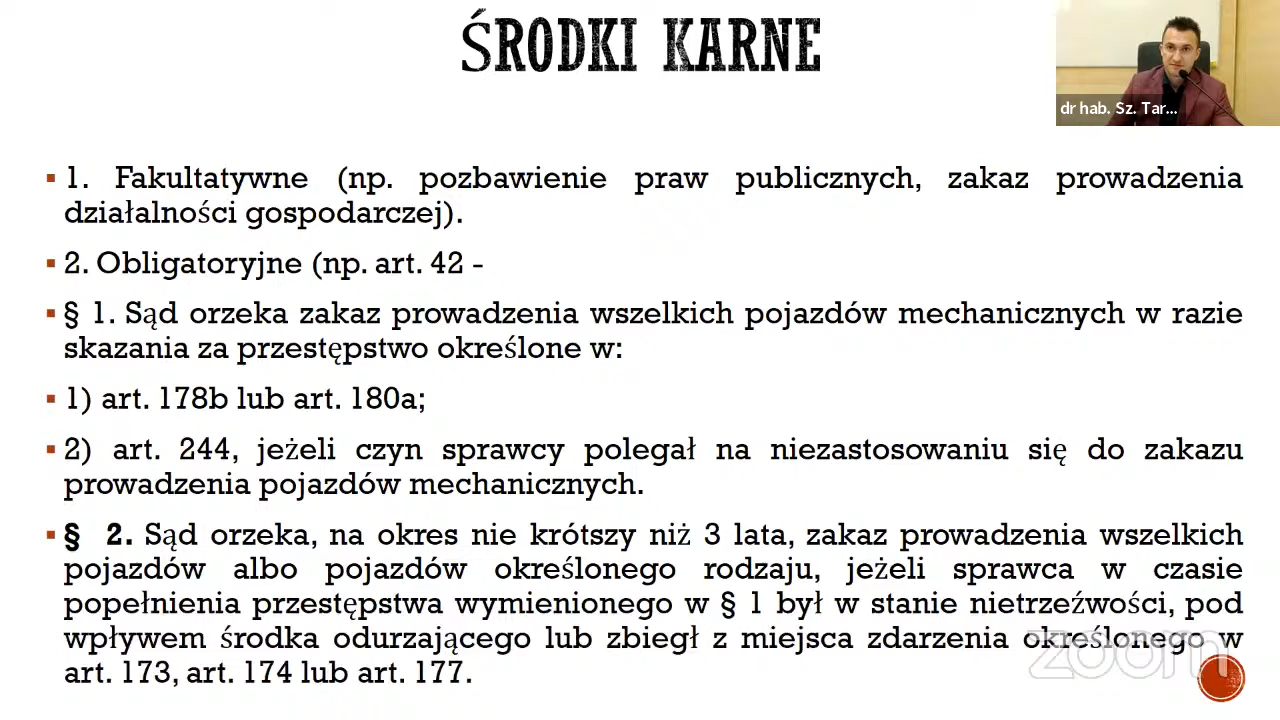 ŚRODKI KARNE
dr hab. Sz. Tar...
▪ 1. Fakultatywne (np. pozbawienie praw publicznych, zakaz prowadzenia
działalności gospodarczej).
▪ 2. Obligatoryjne (np. art. 42 -
▪ § 1. Sąd orzeka zakaz prowadzenia wszelkich pojazdów mechanicznych w razie
skazania za przestępstwo określone w:
▪ 1) art. 178b lub art. 180a;
▪ 2) art. 244, jeżeli czyn sprawcy polegał na niezastosowaniu się do zakazu
prowadzenia pojazdów mechanicznych.
▪ § 2. Sąd orzeka, na okres nie krótszy niż 3 lata, zakaz prowadzenia wszelkich
pojazdów albo pojazdów określonego rodzaju, jeżeli sprawca w czasie
popełnienia przestępstwa wymienionego w § 1 był w stanie nietrzeźwości, pod
wpływem środka odurzającego lub zbiegł z miejsca zdarzenia określonego w
art. 173, art. 174 lub art. 177.
zoom